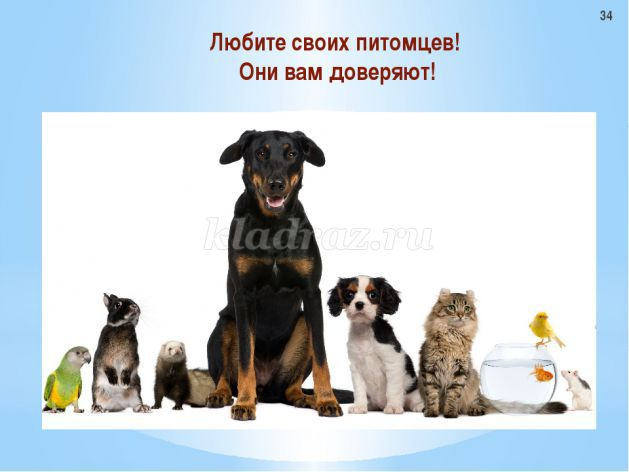 34
Любите своих питомцев!
Они вам доверяют!
kladraz.ru